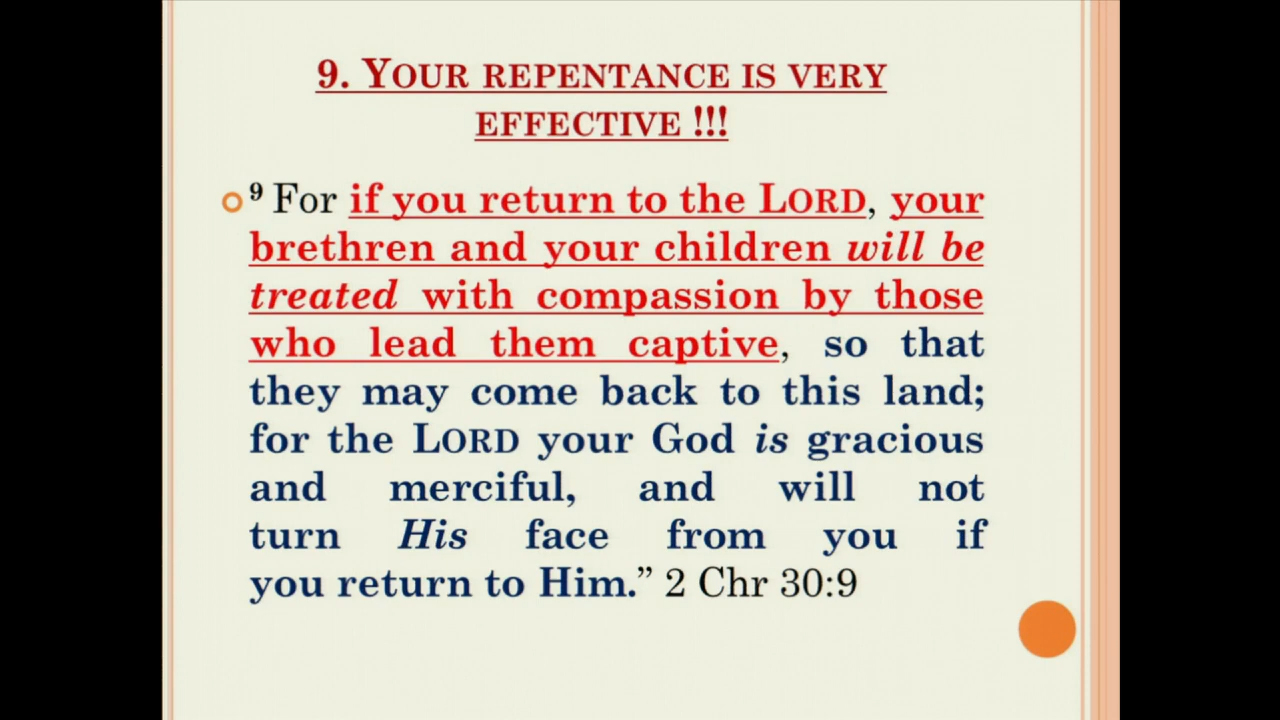 9. YOUR REPENTANCE IS VERY
EFFECTIVE !!!
⁹ For if you return to the LORD, your
brethren and your children will be
treated with compassion by those
who lead them captive, so that
they may come back to this land;
for the LORD your God is gracious
and merciful, and will not
turn His face from you if
you return to Him.” 2 Chr 30:9